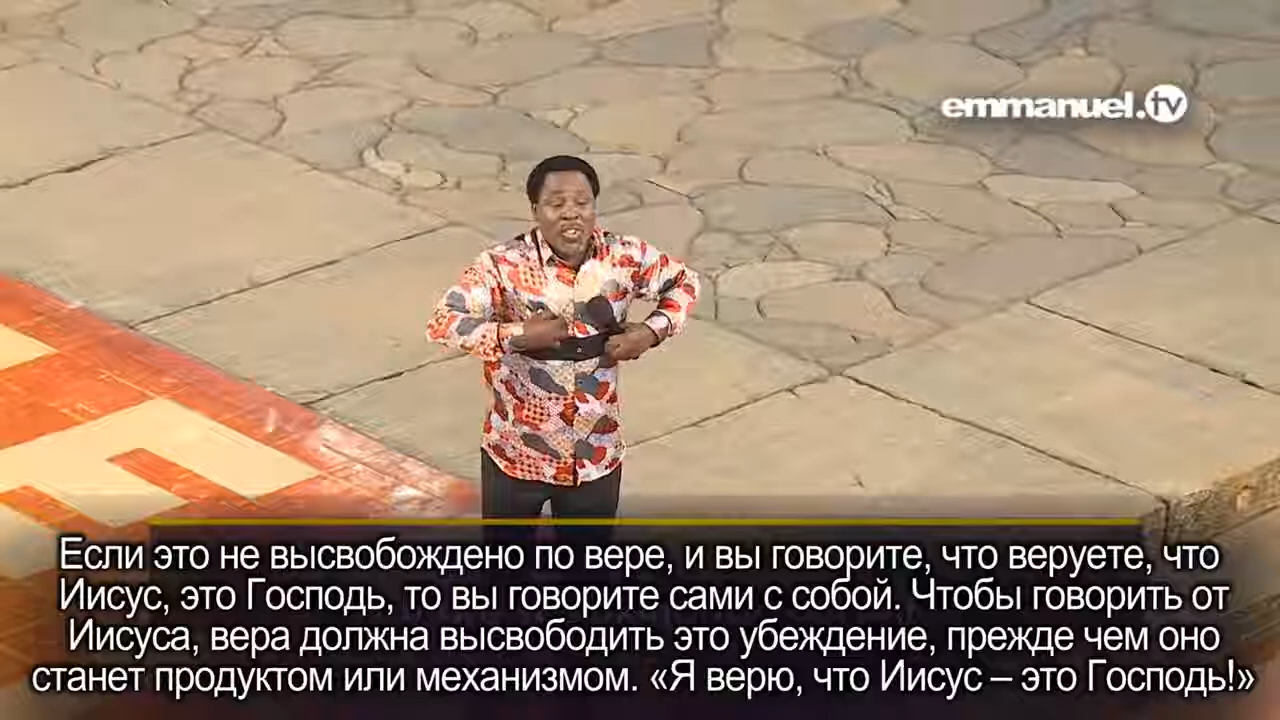 emmanuel.tv
Если это не высвобождено по вере, и вы говорите, что веруете, что
Иисус, это Господь, то вы говорите сами с собой. Чтобы говорить от
Иисуса, вера должна высвободить это убеждение, прежде чем оно
станет продуктом или механизмом. «Я верю, что Иисус – это Господь!»